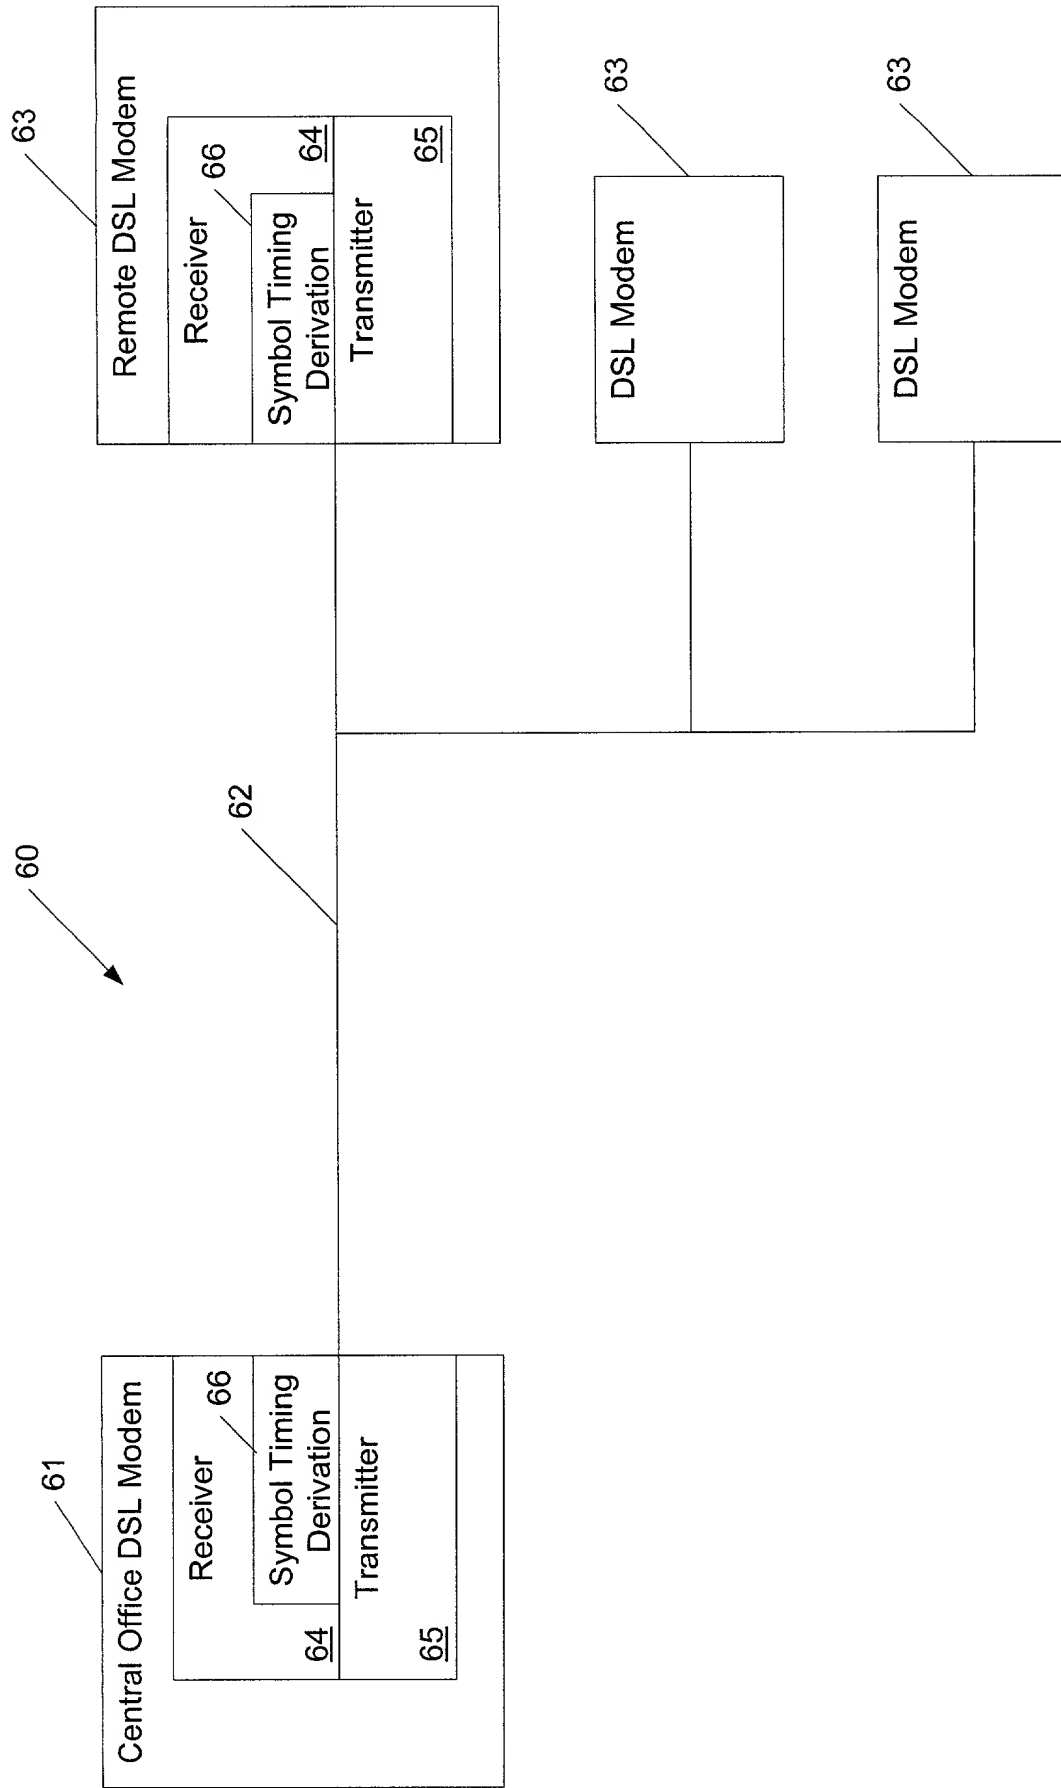 60
61
Central Office DSL Modem
Receiver
66
Symbol Timing
Derivation
64
Transmitter
65
62
63
Remote DSL Modem
Receiver
66
Symbol Timing
Derivation
64
Transmitter
65
63
DSL Modem
63
DSL Modem